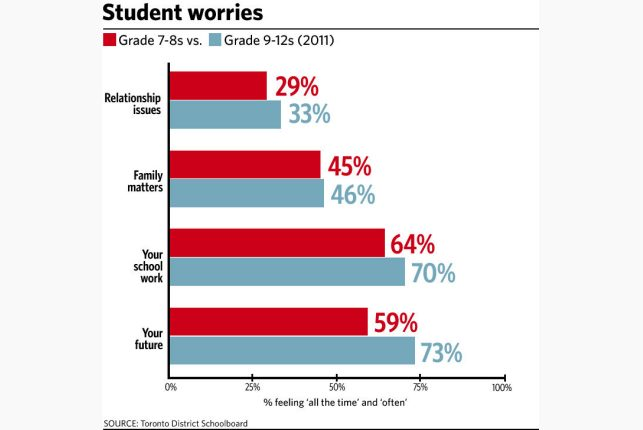 Student worries
Grade 7-8s vs. Grade 9-12s (2011)
Relationship
issues
29%
33%
Family
matters
45%
46%
Your
school
work
64%
70%
Your
future
59%
73%
0% 25% 50% 75% 100%
% feeling 'all the time' and 'often'
SOURCE: Toronto District Schoolboard